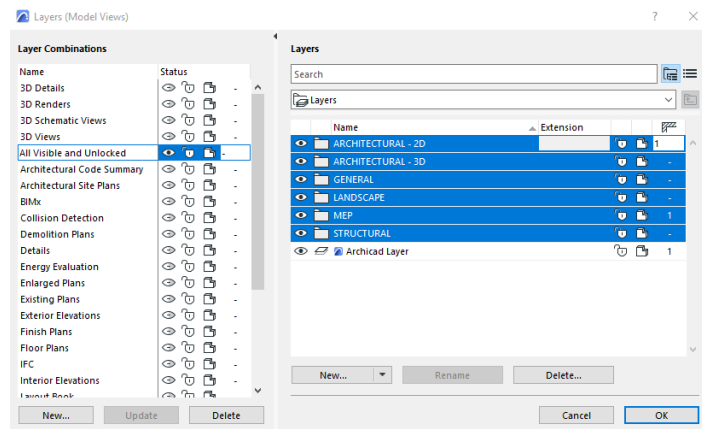 Layers (Model Views)
?
Layer Combinations
Name Status
3D Details -
3D Renders -
3D Schematic Views -
3D Views -
All Visible and Unlocked -
Architectural Code Summary -
Architectural Site Plans -
BIMx -
Collision Detection -
Demolition Plans -
Details -
Energy Evaluation -
Enlarged Plans -
Existing Plans -
Exterior Elevations -
Finish Plans -
Floor Plans -
IFC -
Interior Elevations -
Layout Book -
New... Update Delete
Layers
Search
Layers
Name Extension
ARCHITECTURAL - 2D 1
ARCHITECTURAL - 3D -
GENERAL -
LANDSCAPE -
MEP 1
STRUCTURAL -
Archicad Layer 1
New... Rename Delete...
Cancel OK